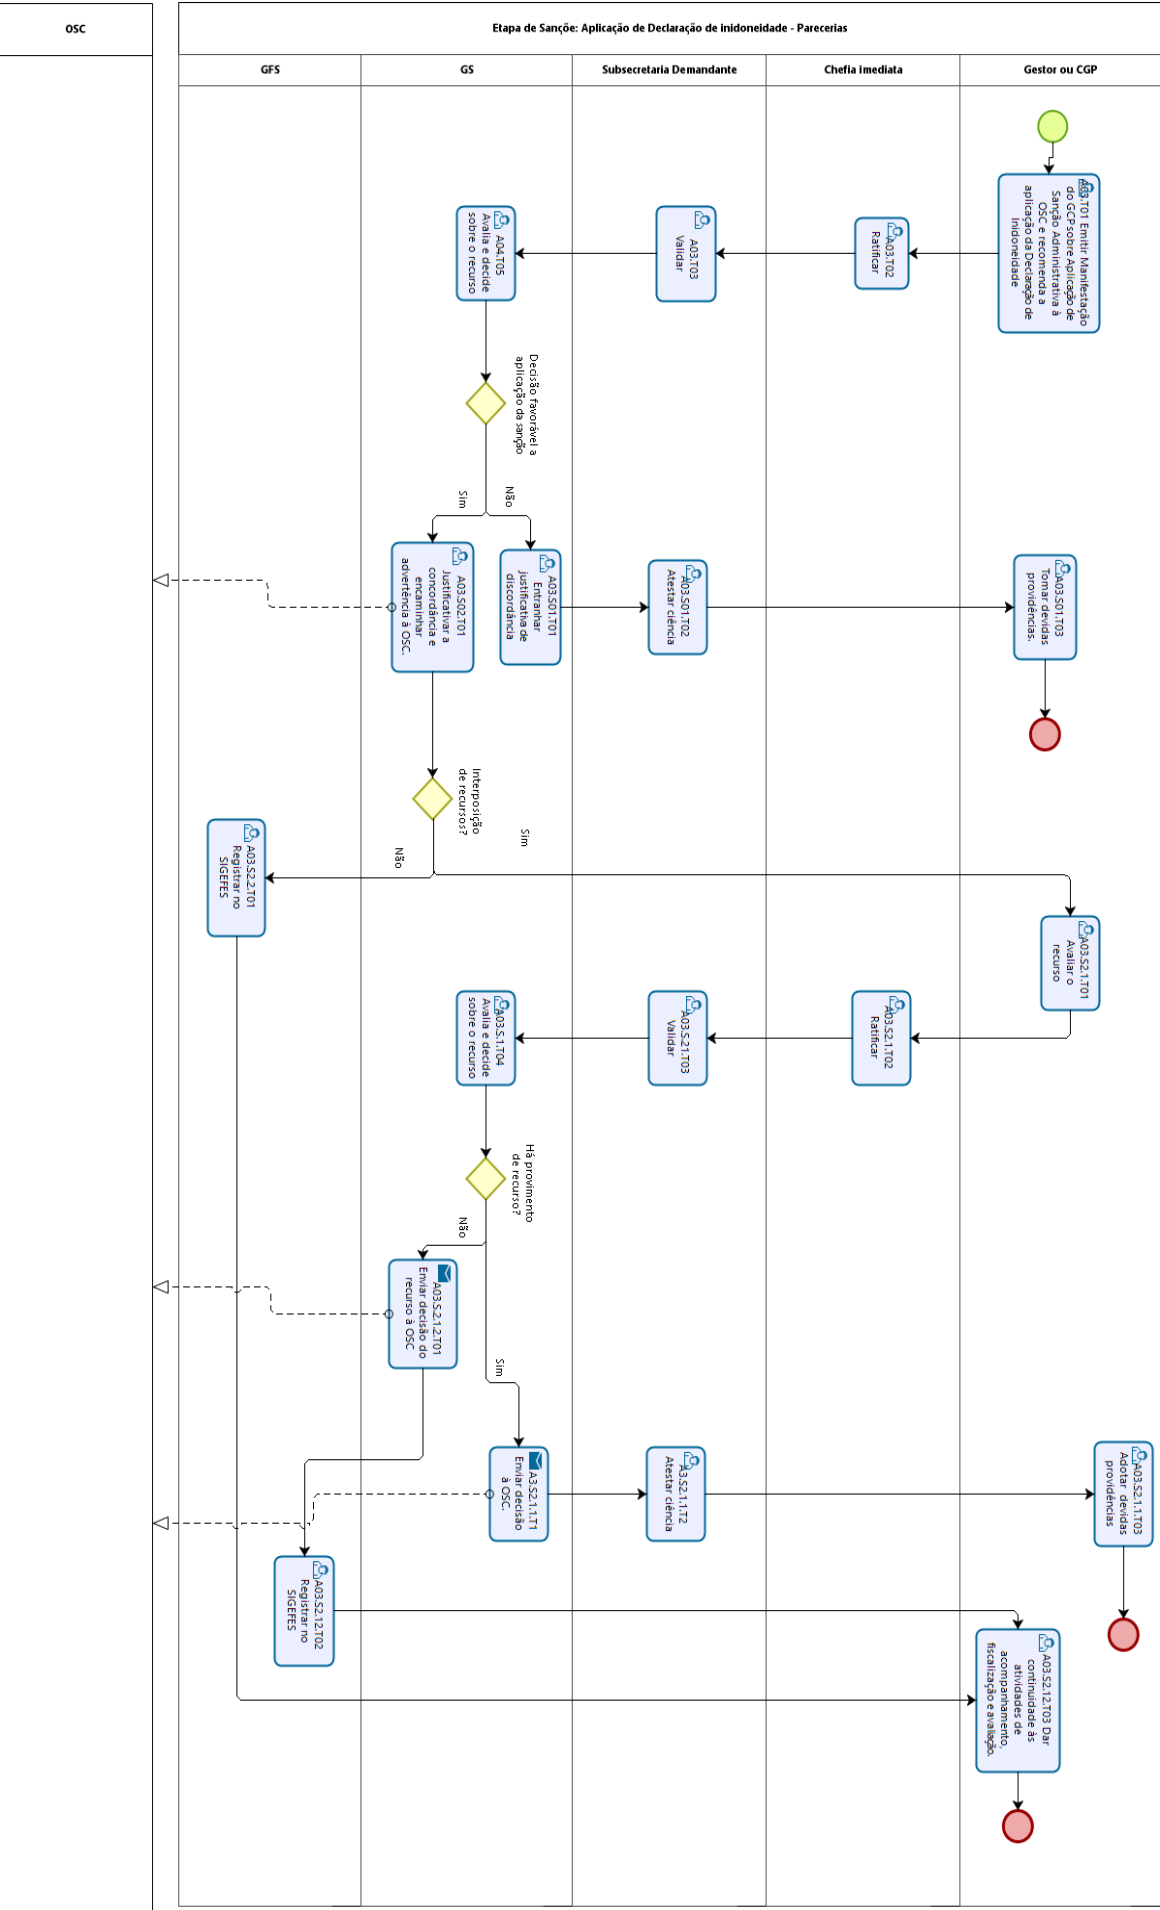 OSC
Etapa de Sanção: Aplicação de Declaração de inidoneidade - Parecerias
GFS
GS
Subsecretaria Demandante
Chefia imediata
Gestor ou CGP
A03.T01 Emitir Manifestação
do GCP sobre Aplicação de
Sanção Administrativa à
OSC e recomenda a
aplicação da Declaração de
Inidoneidade
A03.T02
Ratificar
A03.T03
Validar
A04.T05
Avalia e decide
sobre o recurso
Decisão favorável a
aplicação da sanção
Não
Sim
A03.S01.T01
Entranhar
justificativa de
discordância
A03.S02.T01
Justificativar a
concordância e
encaminhar
advertência à OSC.
A03.S01.T02
Atestar ciência
A03.S01.T03
Tomar devidas
providências.
Interposição
de recursos?
Sim
Não
A03.S2.2.T01
Registrar no
SIGEFES
A03.S2.1.T01
Avaliar o
recurso
A03.S2.1.T02
Ratificar
A03.S.21.T03
Validar
A03.S.1.T04
Avalia e decide
sobre o recurso
Há provimento
de recurso?
Não
Sim
A03.S.2.1.2.T01
Enviar decisão do
recurso à OSC
A3.S2.1.1.T1
Enviar decisão
à OSC.
A3.S2.1.1.T2
Atestar ciência
A03.S2.1.1.T03
Adotar devidas
providências
A03.S2.12.T02
Registrar no
SIGEFES
A03.S2.12.T03 Dar
continuidade às
atividades de
acompanhamento,
fiscalização e avaliação.